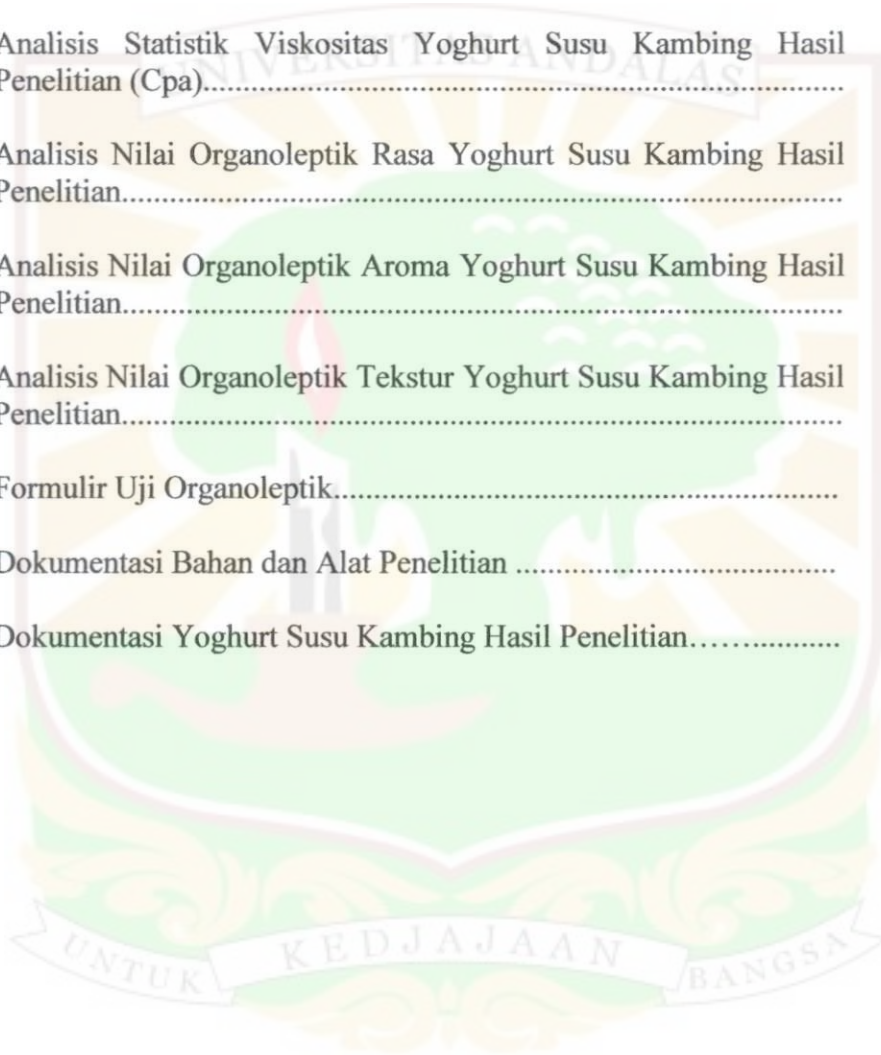 UNIVERSITAS ANDALAS
Analisis Statistik Viskositas Yoghurt Susu Kambing Hasil
Penelitian (Cpa)................................................................................
Analisis Nilai Organoleptik Rasa Yoghurt Susu Kambing Hasil
Penelitian..........................................................................................
Analisis Nilai Organoleptik Aroma Yoghurt Susu Kambing Hasil
Penelitian..........................................................................................
Analisis Nilai Organoleptik Tekstur Yoghurt Susu Kambing Hasil
Penelitian..........................................................................................
Formulir Uji Organoleptik...............................................................
Dokumentasi Bahan dan Alat Penelitian ........................................
Dokumentasi Yoghurt Susu Kambing Hasil Penelitian..................
UNTUK KEDJAJAAN BANGSA